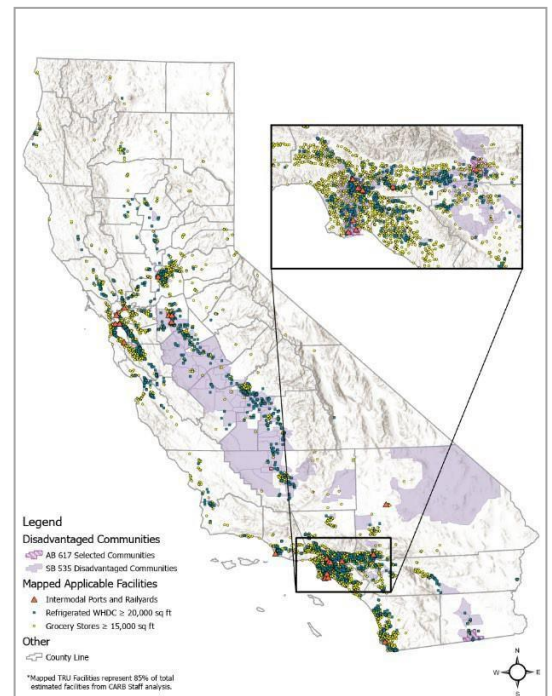 Legend
Disadvantaged Communities
AB 617 Selected Communities
SB 535 Disadvantaged Communities
Mapped Applicable Facilities
Intermodal Ports and Railyards
Refrigerated WHDC ≥ 20,000 sq ft
Grocery Stores ≥ 15,000 sq ft
Other
County Line
*Mapped TRU Facilities represent 85% of total
estimated facilities from CARB Staff analysis.
N
W
E
S